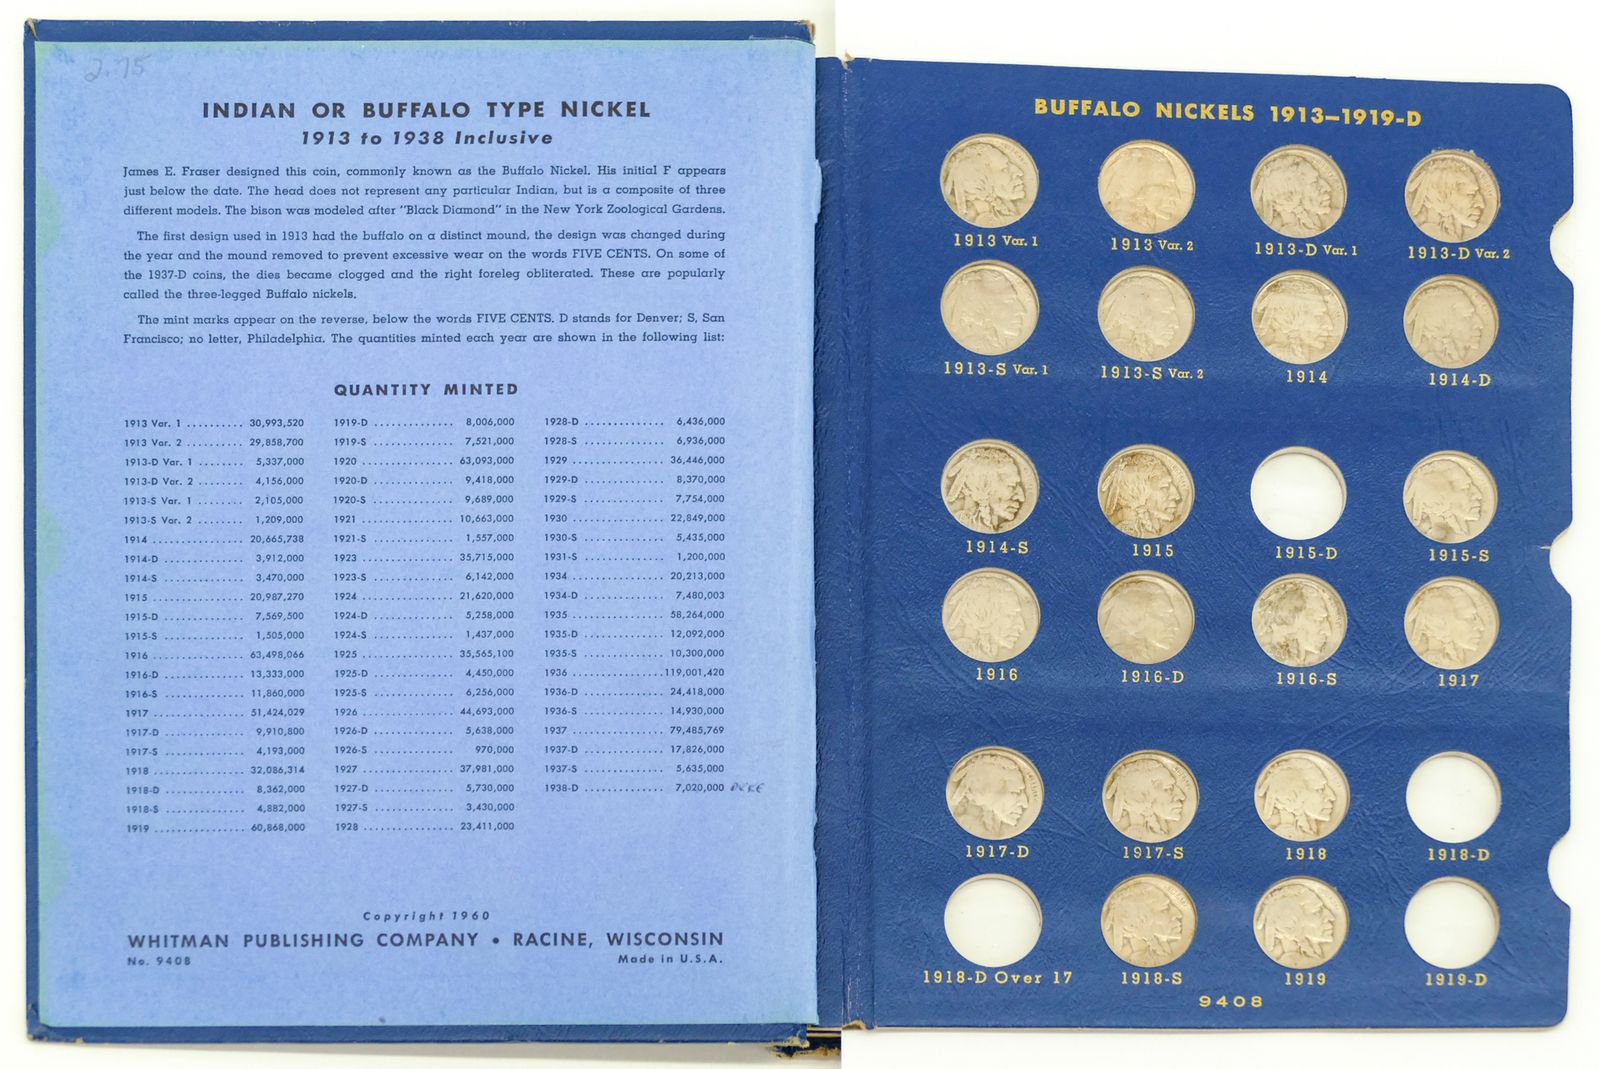 2.75
INDIAN OR BUFFALO TYPE NICKEL
1913 to 1938 Inclusive
James E. Fraser designed this coin, commonly known as the Buffalo Nickel. His initial F appears
just below the date. The head does not represent any particular Indian, but is a composite of three
different models. The bison was modeled after "Black Diamond" in the New York Zoological Gardens.
The first design used in 1913 had the buffalo on a distinct mound, the design was changed during
the year and the mound removed to prevent excessive wear on the words FIVE CENTS. On some of
the 1937-D coins, the dies became clogged and the right foreleg obliterated. These are popularly
called the three-legged Buffalo nickels.
The mint marks appear on the reverse, below the words FIVE CENTS. D stands for Denver; S, San
Francisco; no letter, Philadelphia. The quantities minted each year are shown in the following list:
QUANTITY MINTED
1913 Var. 1 .......... 30,993,520
1913 Var. 2 .......... 29,858,700
1913-D Var. 1 ........ 5,337,000
1913-D Var. 2 ........ 4,156,000
1913-S Var. 1 ........ 2,105,000
1913-S Var. 2 ........ 1,209,000
1914 ................ 20,665,738
1914-D .............. 3,912,000
1914-S .............. 3,470,000
1915 ................ 20,987,270
1915-D .............. 7,569,500
1915-S .............. 1,505,000
1916 ................ 63,498,066
1916-D .............. 13,333,000
1916-S .............. 11,860,000
1917 ................ 51,424,029
1917-D .............. 9,910,800
1917-S .............. 4,193,000
1918 ................ 32,086,314
1918-D .............. 8,362,000
1918-S .............. 4,882,000
1919 ................ 60,868,000
1919-D .............. 8,006,000
1919-S .............. 7,521,000
1920 ................ 63,093,000
1920-D .............. 9,418,000
1920-S .............. 9,689,000
1921 ................ 10,663,000
1921-S .............. 1,557,000
1923 ................ 35,715,000
1923-S .............. 6,142,000
1924 ................ 21,620,000
1924-D .............. 5,258,000
1924-S .............. 1,437,000
1925 ................ 35,565,100
1925-D .............. 4,450,000
1925-S .............. 6,256,000
1926 ................ 44,693,000
1926-D .............. 5,638,000
1926-S .............. 970,000
1927 ................ 37,981,000
1927-D .............. 5,730,000
1927-S .............. 3,430,000
1928 ................ 23,411,000
1928-D .............. 6,436,000
1928-S .............. 6,936,000
1929 ................ 36,446,000
1929-D .............. 8,370,000
1929-S .............. 7,754,000
1930 ................ 22,849,000
1930-S .............. 5,435,000
1931-S .............. 1,200,000
1934 ................ 20,213,000
1934-D .............. 7,480,003
1935 ................ 58,264,000
1935-D .............. 12,092,000
1935-S .............. 10,300,000
1936 ................ 119,001,420
1936-D .............. 24,418,000
1936-S .............. 14,930,000
1937 ................ 79,485,769
1937-D .............. 17,826,000
1937-S .............. 5,635,000
1938-D .............. 7,020,000
Copyright 1960
WHITMAN PUBLISHING COMPANY • RACINE, WISCONSIN
No. 9408 Made in U.S.A.
BUFFALO NICKELS 1913–1919-D
1913 Var. 1 1913 Var. 2 1913-D Var. 1 1913-D Var. 2
1913-S Var. 1 1913-S Var. 2 1914 1914-D
1914-S 1915 1915-D 1915-S
1916 1916-D 1916-S 1917
1917-D 1917-S 1918 1918-D
1918-D Over 17 1918-S 1919 1919-D
9408